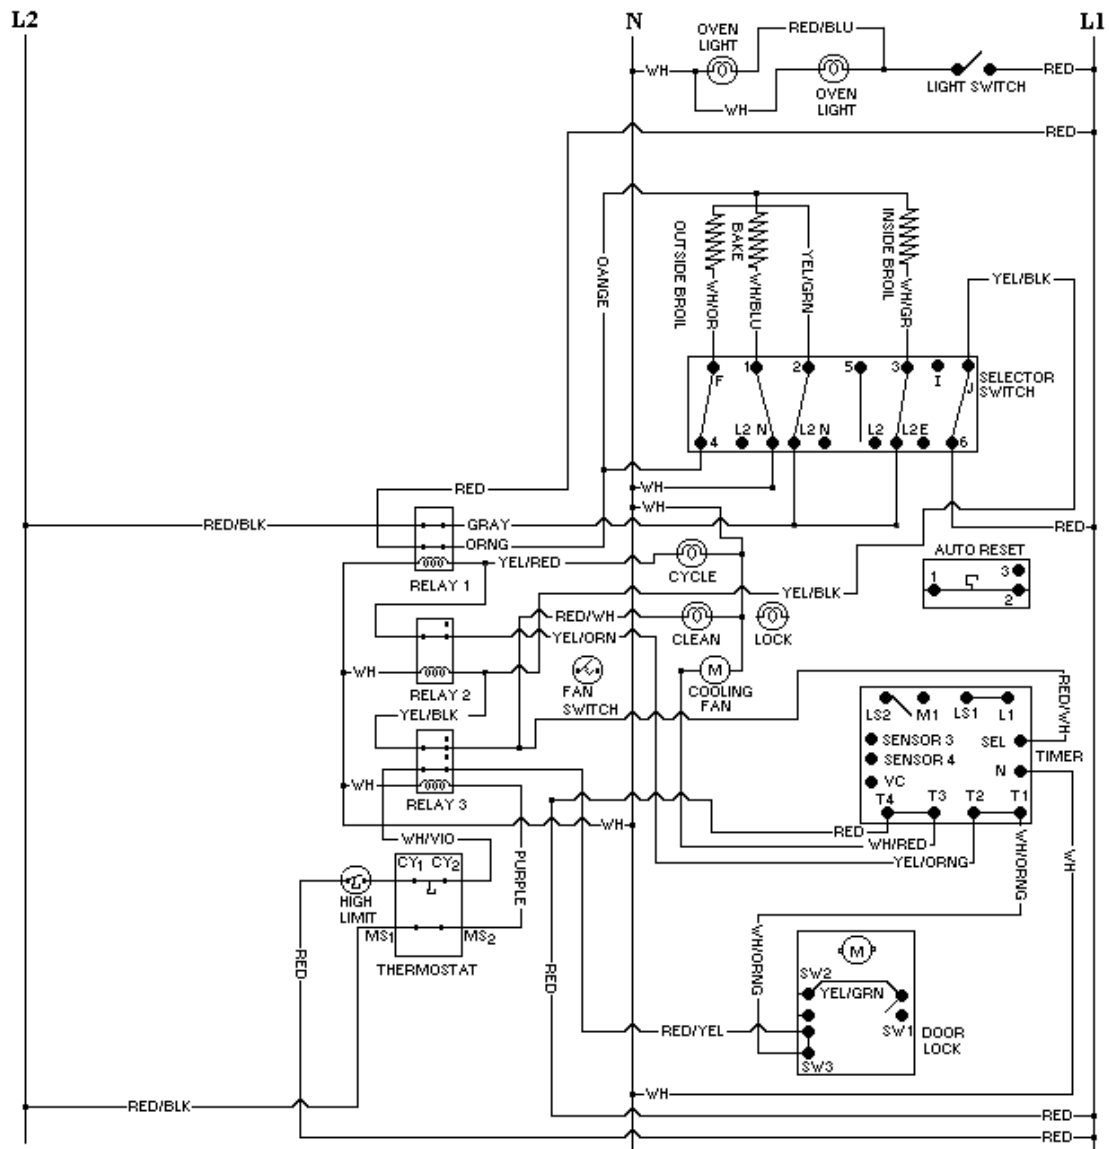 L2
N
L1
OVEN
LIGHT
RED/BLU
WH
OVEN
LIGHT
WH
LIGHT SWITCH
RED
RED
OUTSIDE BROIL
BAKE
INSIDE BROIL
OANGE
WH/OR
WH/BLU
YEL/GRN
WH/GR
YEL/BLK
F
1
2
5
3
I
J
SELECTOR
SWITCH
4
L2
N
L2
N
L2
L2
E
6
RED
WH
WH
RED/BLK
GRAY
RED
ORNG
YEL/RED
CYCLE
RELAY 1
AUTO RESET
1
3
2
YEL/BLK
RED/WH
CLEAN
LOCK
YEL/ORN
WH
RELAY 2
FAN
SWITCH
M
COOLING
FAN
YEL/BLK
RED/WH
LS2
M1
LS1
L1
SENSOR 3
SEL
TIMER
SENSOR 4
N
VC
T4
T3
T2
T1
WH
RELAY 3
WH
RED
WH/RED
YEL/ORNG
WH/ORNG
WH
WH/VIO
PURPLE
CY1
CY2
HIGH
LIMIT
MS1
MS2
THERMOSTAT
RED
RED
WH/ORNG
M
SW2
YEL/GRN
SW1
DOOR
LOCK
RED/YEL
SW3
WH
RED/BLK
RED
RED